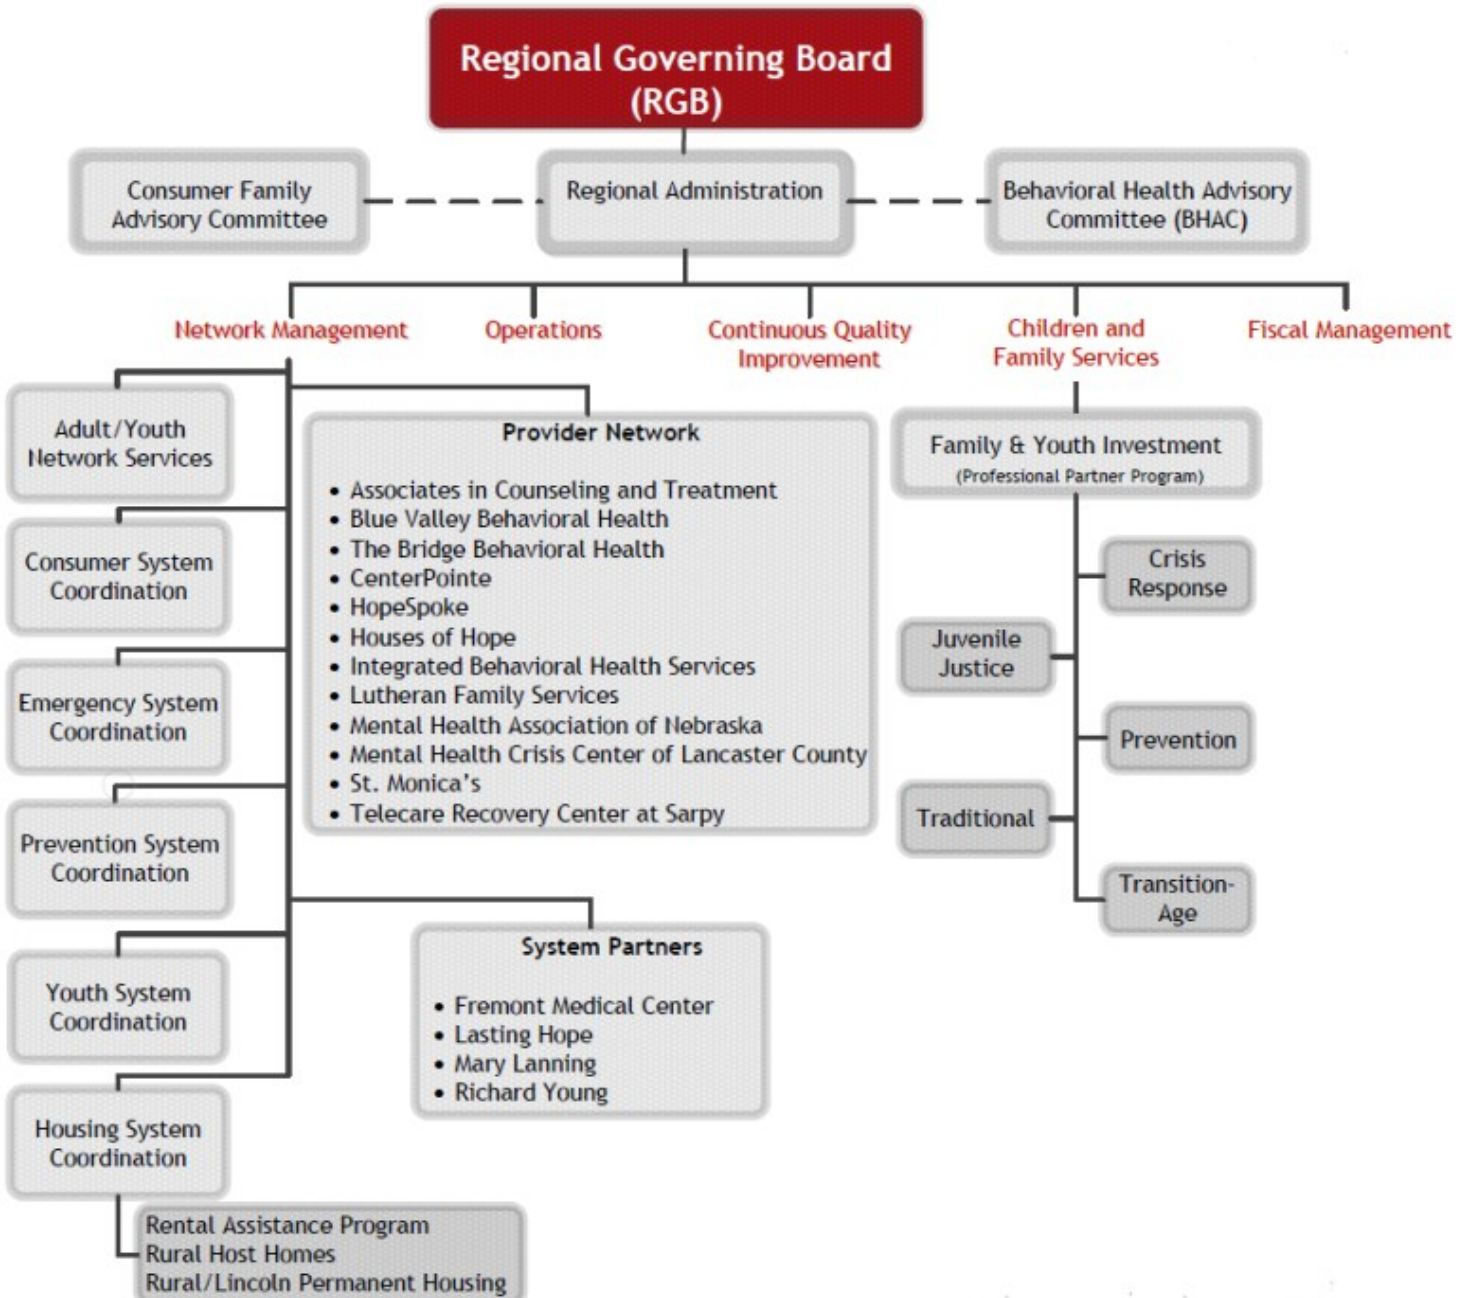 Regional Governing Board
(RGB)
Consumer Family
Advisory Committee
Regional Administration
Behavioral Health Advisory
Committee (BHAC)
Network Management
Operations
Continuous Quality
Improvement
Children and
Family Services
Fiscal Management
Adult/Youth
Network Services
Consumer System
Coordination
Emergency System
Coordination
Prevention System
Coordination
Youth System
Coordination
Housing System
Coordination
Rental Assistance Program
Rural Host Homes
Rural/Lincoln Permanent Housing
Provider Network
• Associates in Counseling and Treatment
• Blue Valley Behavioral Health
• The Bridge Behavioral Health
• CenterPointe
• HopeSpoke
• Houses of Hope
• Integrated Behavioral Health Services
• Lutheran Family Services
• Mental Health Association of Nebraska
• Mental Health Crisis Center of Lancaster County
• St. Monica's
• Telecare Recovery Center at Sarpy
System Partners
• Fremont Medical Center
• Lasting Hope
• Mary Lanning
• Richard Young
Family & Youth Investment
(Professional Partner Program)
Crisis
Response
Juvenile
Justice
Prevention
Traditional
Transition-
Age